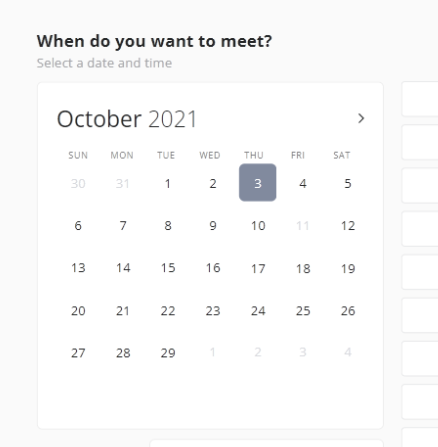 When do you want to meet?
Select a date and time
October 2021
SUN MON TUE WED THU FRI SAT
30 31 1 2 3 4 5
6 7 8 9 10 11 12
13 14 15 16 17 18 19
20 21 22 23 24 25 26
27 28 29 1 2 3 4